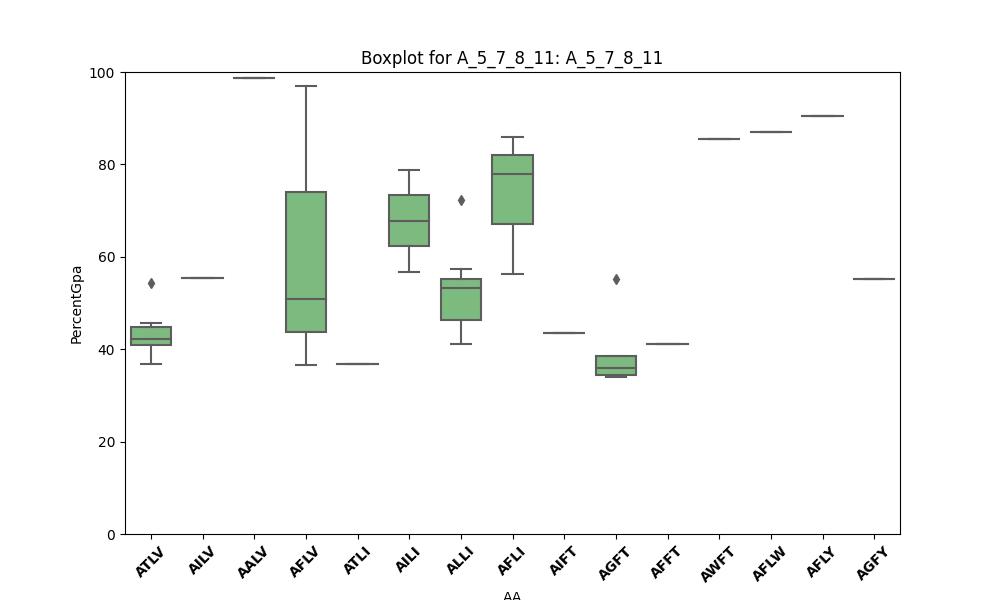 Boxplot for A_5_7_8_11: A_5_7_8_11
100
80
60
40
20
0
PercentGpa
ATLV AILV AALV AFLV ATLI AILI ALLI AFLI AIFT AGFT AFFT AWFT AFLW AFLY AGFY
AA